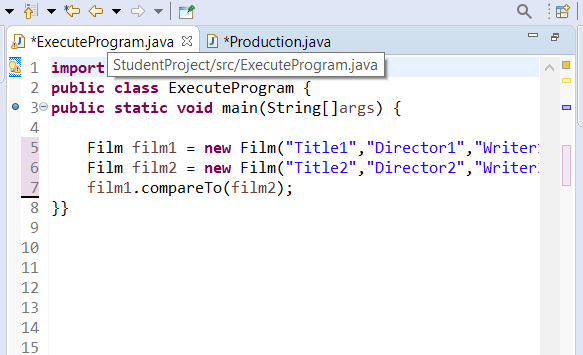 *ExecuteProgram.java *Production.java
StudentProject/src/ExecuteProgram.java
1 import
2 public class ExecuteProgram {
3 public static void main(String[]args) {
4
5 Film film1 = new Film("Title1","Director1","Writer
6 Film film2 = new Film("Title2","Director2","Writer
7 film1.compareTo(film2);
8 }}
9
10
11
12
13
14
15